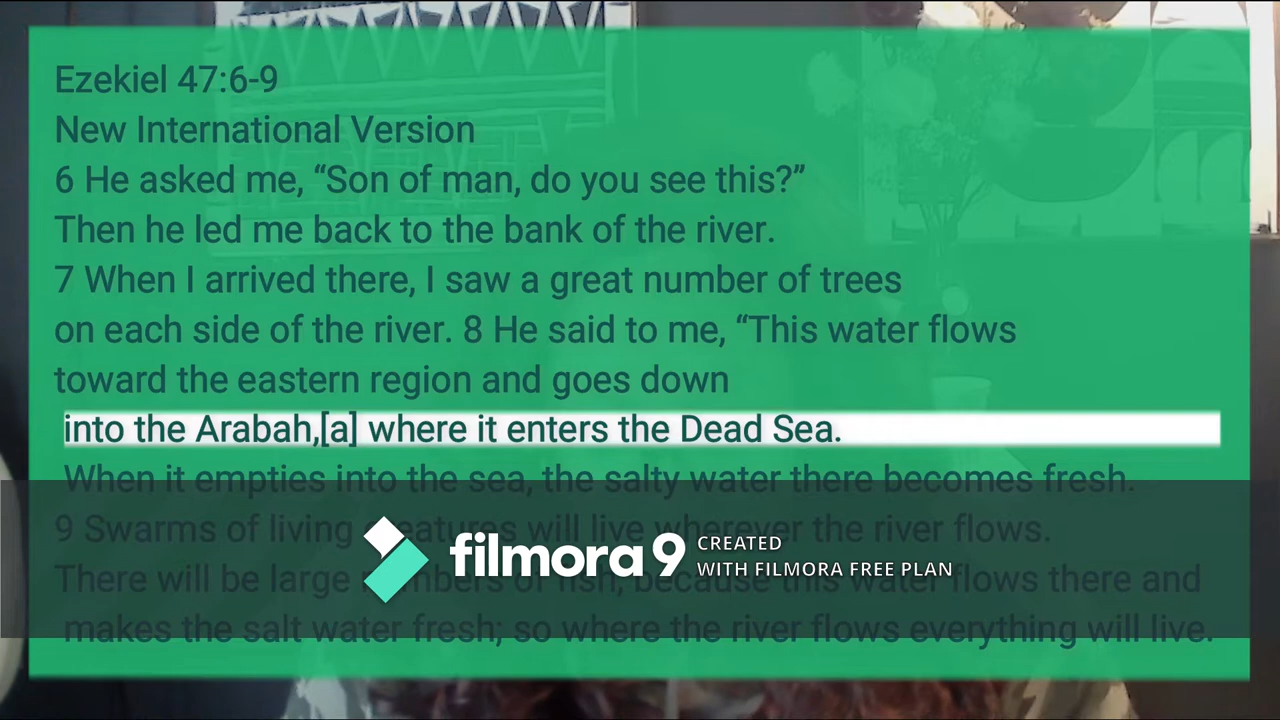 Ezekiel 47:6-9
New International Version
6 He asked me, “Son of man, do you see this?”
Then he led me back to the bank of the river.
7 When I arrived there, I saw a great number of trees
on each side of the river. 8 He said to me, “This water flows
toward the eastern region and goes down
into the Arabah,[a] where it enters the Dead Sea.
When it empties into the sea, the salty water there becomes fresh.
9 Swarms of living creatures will live wherever the river flows.
There will be large numbers of fish, because this water flows there and
makes the salt water fresh; so where the river flows everything will live.
filmora9
CREATED
WITH FILMORA FREE PLAN